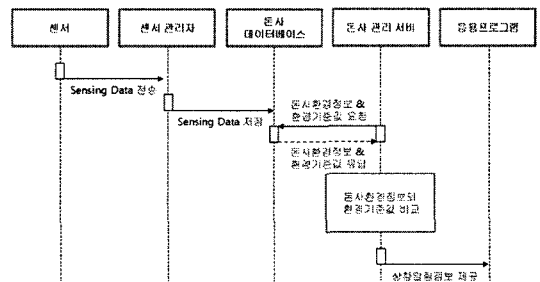 센서
센서 관리자
돈사
데이터베이스
돈사 관리 서버
응용프로그램
Sensing Data 전송
Sensing Data 저장
돈사환경정보 &
환경기준값 요청
돈사환경정보 &
환경기준값 응답
돈사환경정보와
환경기준값 비교
상황알림정보 제공